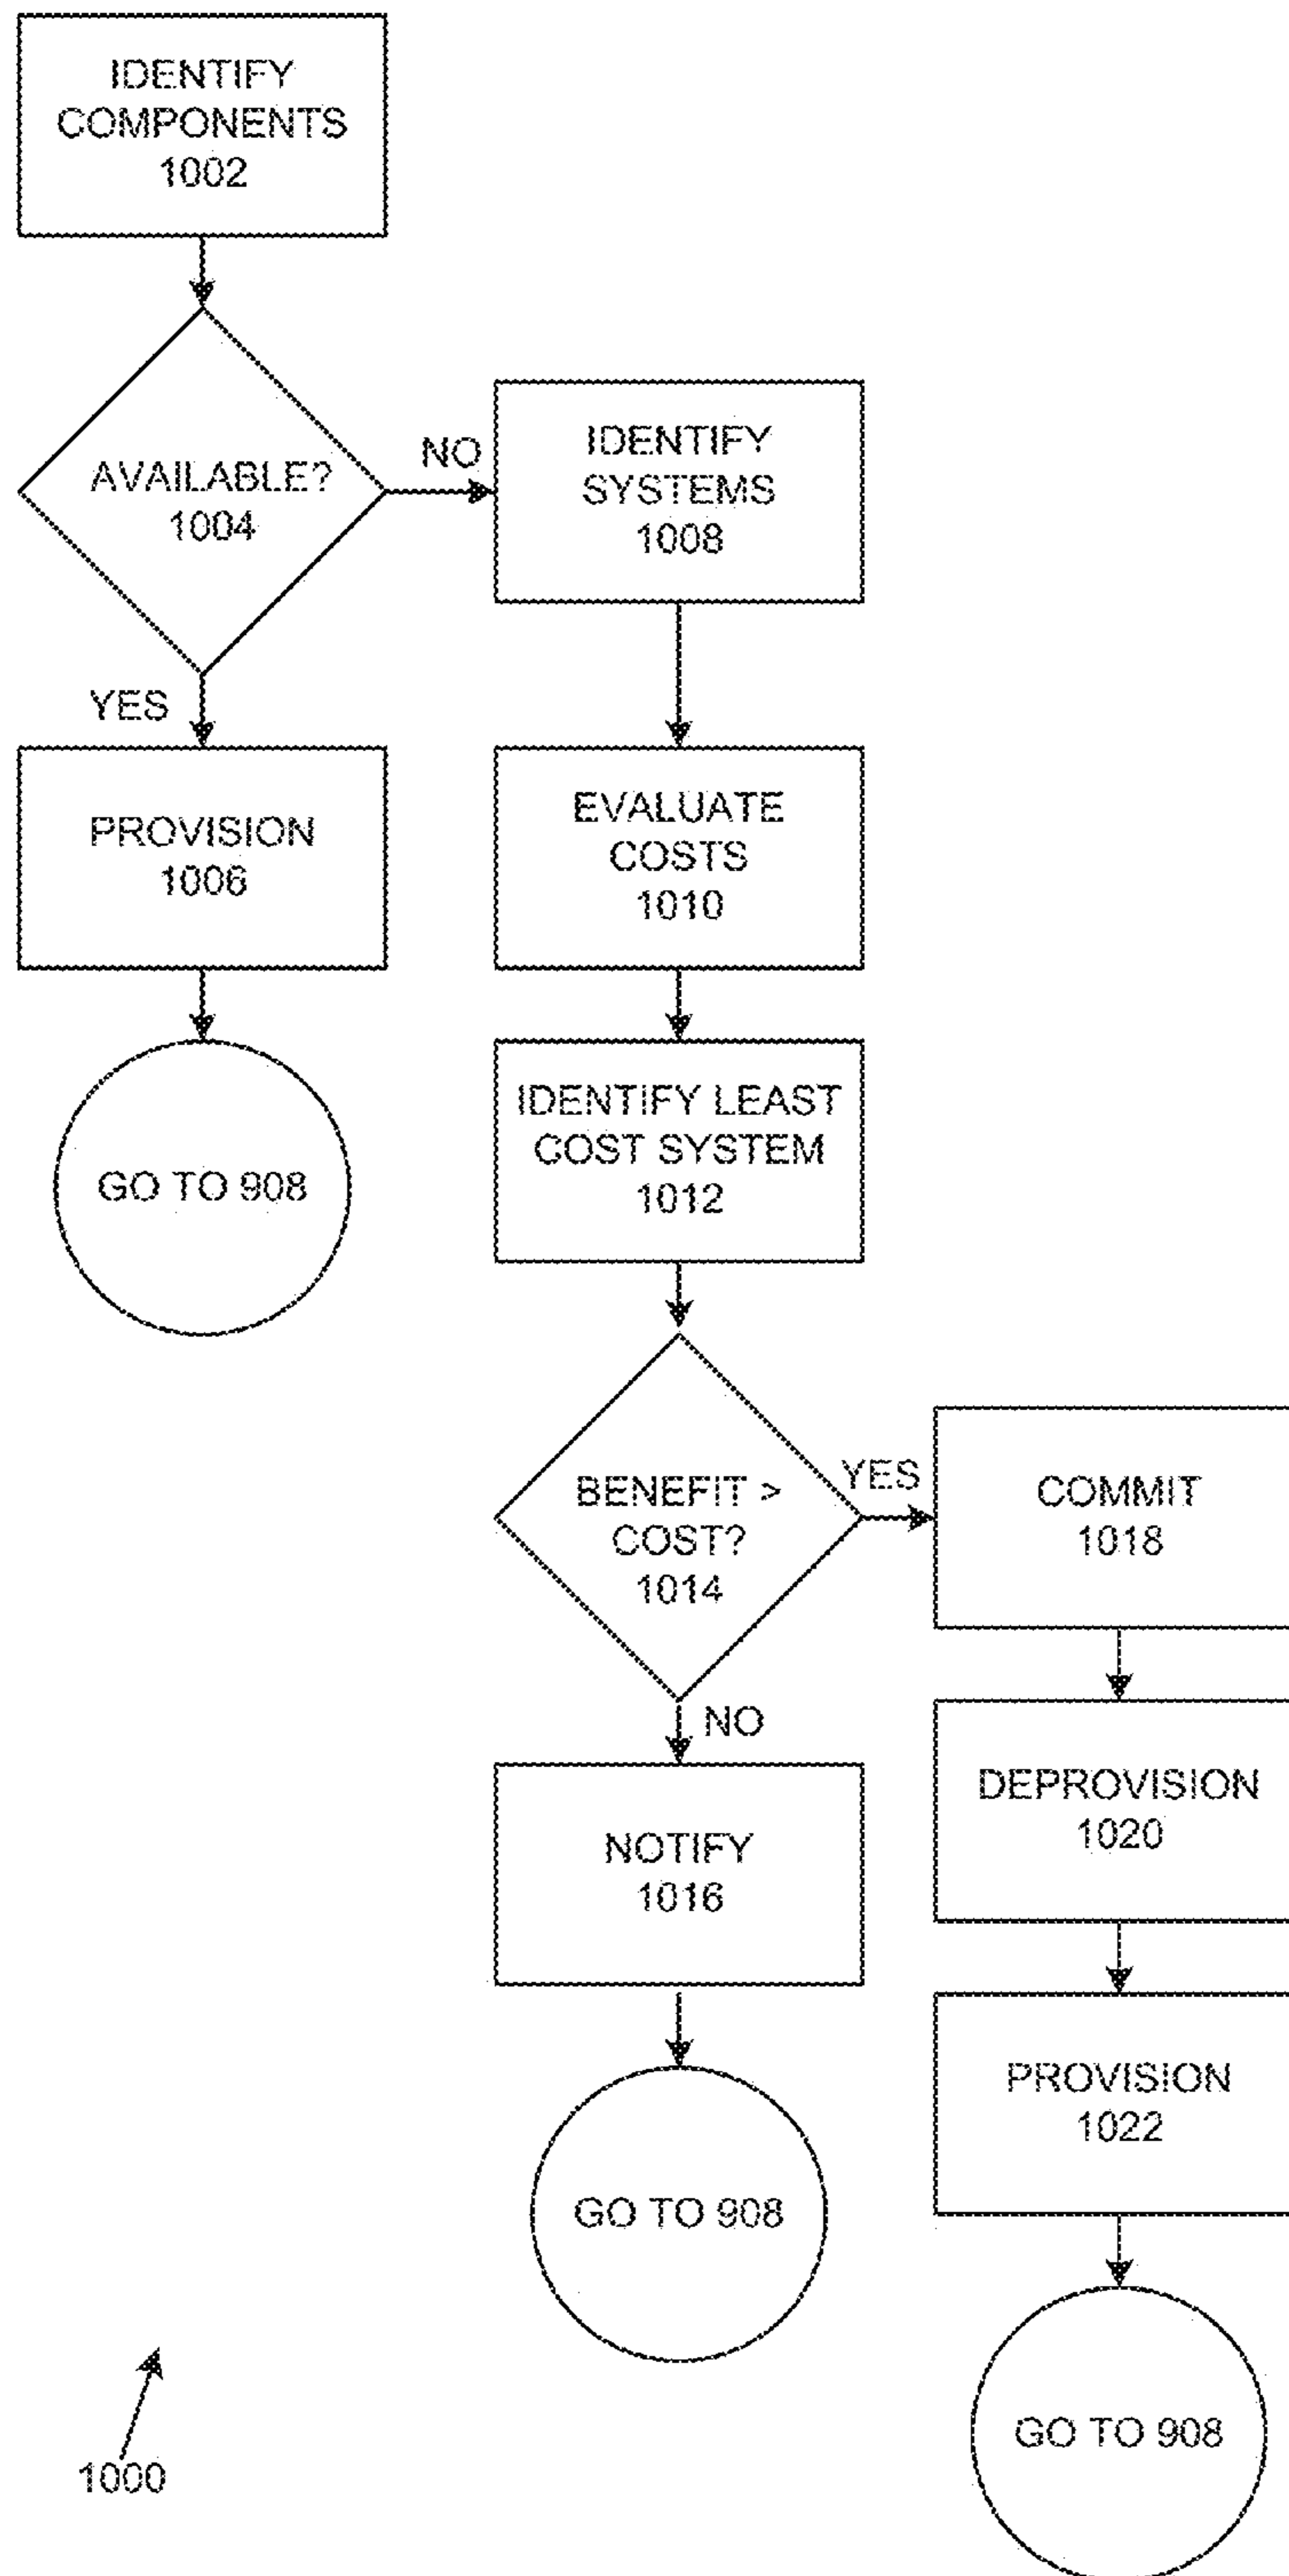 IDENTIFY
COMPONENTS
1002
AVAILABLE?
1004
NO
IDENTIFY
SYSTEMS
1008
YES
PROVISION
1006
EVALUATE
COSTS
1010
GO TO 908
IDENTIFY LEAST
COST SYSTEM
1012
BENEFIT >
COST?
1014
YES
COMMIT
1018
NO
DEPROVISION
1020
NOTIFY
1016
PROVISION
1022
GO TO 908
GO TO 908
1000